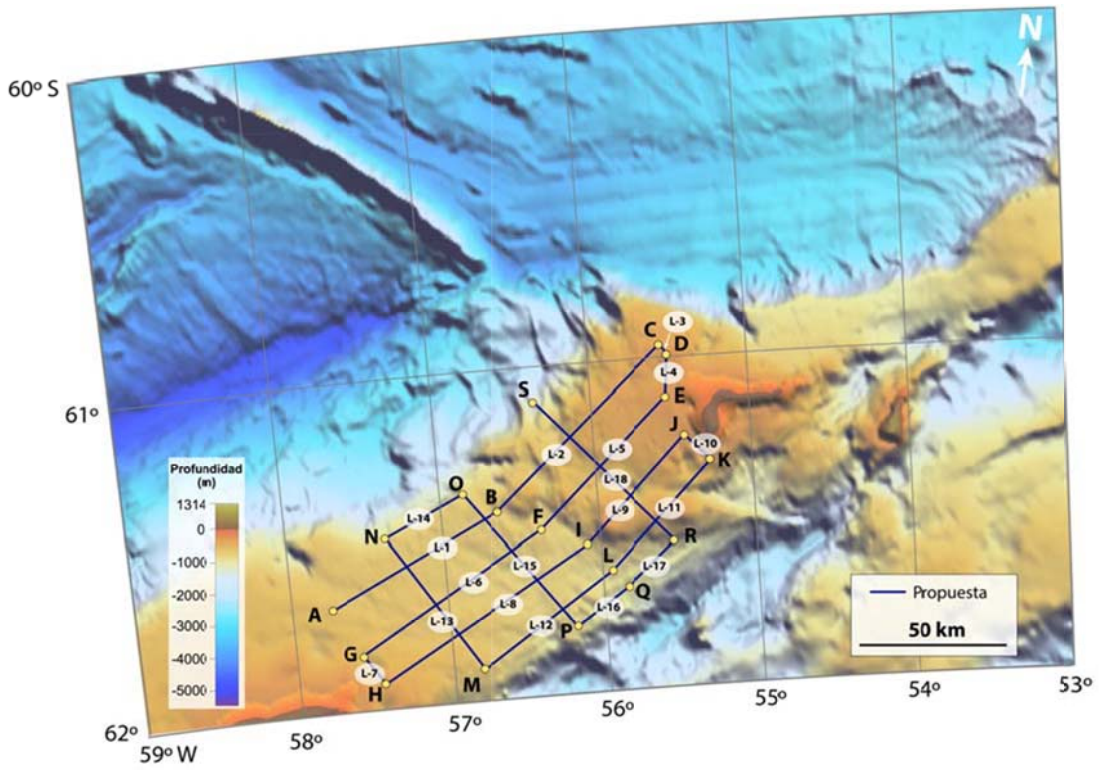 N
60º S
61º
62º
59º W
58º
57º
56º
55º
54º
53º
Profundidad
(m)
1314
0
-1000
-2000
-3000
-4000
-5000
C
L-3
D
L-4
S
E
J
L-10
K
L-2
L-5
L-18
L-9
L-11
O
B
L-14
N
L-1
F
I
R
L-15
L
L-17
A
L-6
L-8
Q
L-16
L-13
L-12
P
G
L-7
H
M
Propuesta
50 km